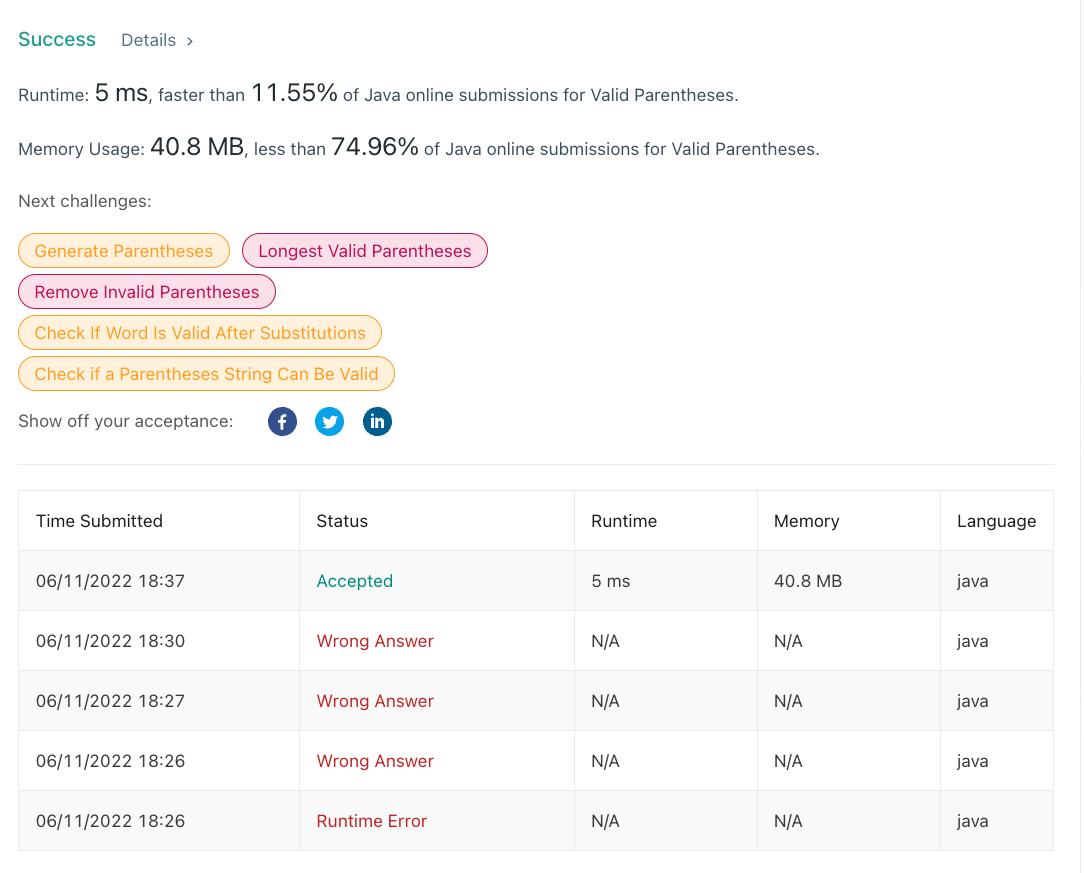 Success Details >
Runtime: 5 ms, faster than 11.55% of Java online submissions for Valid Parentheses.
Memory Usage: 40.8 MB, less than 74.96% of Java online submissions for Valid Parentheses.
Next challenges:
Generate Parentheses Longest Valid Parentheses
Remove Invalid Parentheses
Check If Word Is Valid After Substitutions
Check if a Parentheses String Can Be Valid
Show off your acceptance: f in
Time Submitted Status Runtime Memory Language
06/11/2022 18:37 Accepted 5 ms 40.8 MB java
06/11/2022 18:30 Wrong Answer N/A N/A java
06/11/2022 18:27 Wrong Answer N/A N/A java
06/11/2022 18:26 Wrong Answer N/A N/A java
06/11/2022 18:26 Runtime Error N/A N/A java